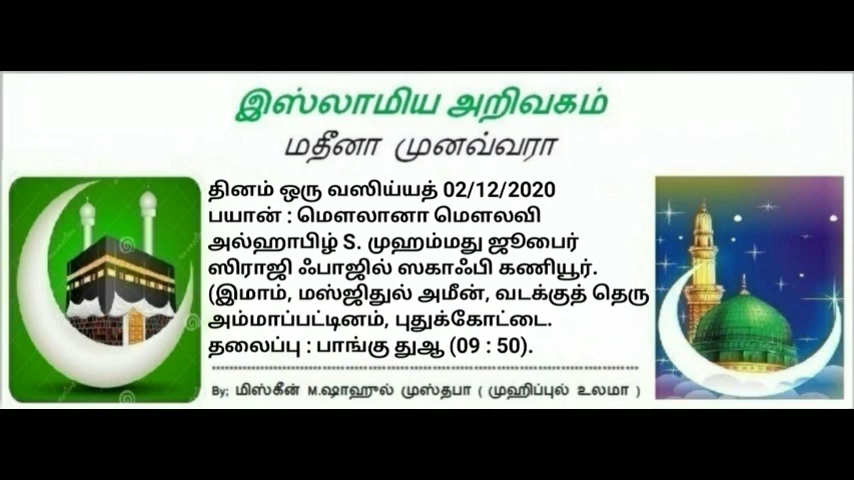 இஸ்லாமிய அறிவகம்
மதீனா முனவ்வரா
தினம் ஒரு வஸிய்யத் 02/12/2020
பயான் : மௌலானா மௌலவி
அல்ஹாபிழ் S. முஹம்மது ஜூபைர்
ஸிராஜி ஃபாஜில் ஸகாஃபி கணியூர்.
(இமாம், மஸ்ஜிதுல் அமீன், வடக்குத் தெரு
அம்மாப்பட்டினம், புதுக்கோட்டை.
தலைப்பு : பாங்கு துஆ (09 : 50).
By; மிஸ்கீன் M.ஷாஹுல் முஸ்தபா ( முஹிப்புல் உலமா )